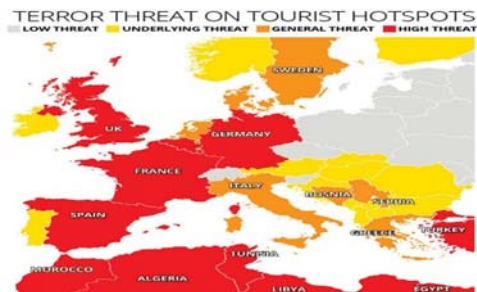 TERROR THREAT ON TOURIST HOTSPOTS
LOW THREAT UNDERLYING THREAT GENERAL THREAT HIGH THREAT
SWEDEN
UK
GERMANY
FRANCE
ITALY
BOSNIA
SERBIA
SPAIN
GREECE
TURKEY
TUNISIA
MOROCCO
ALGERIA
LIBYA
EGYPT